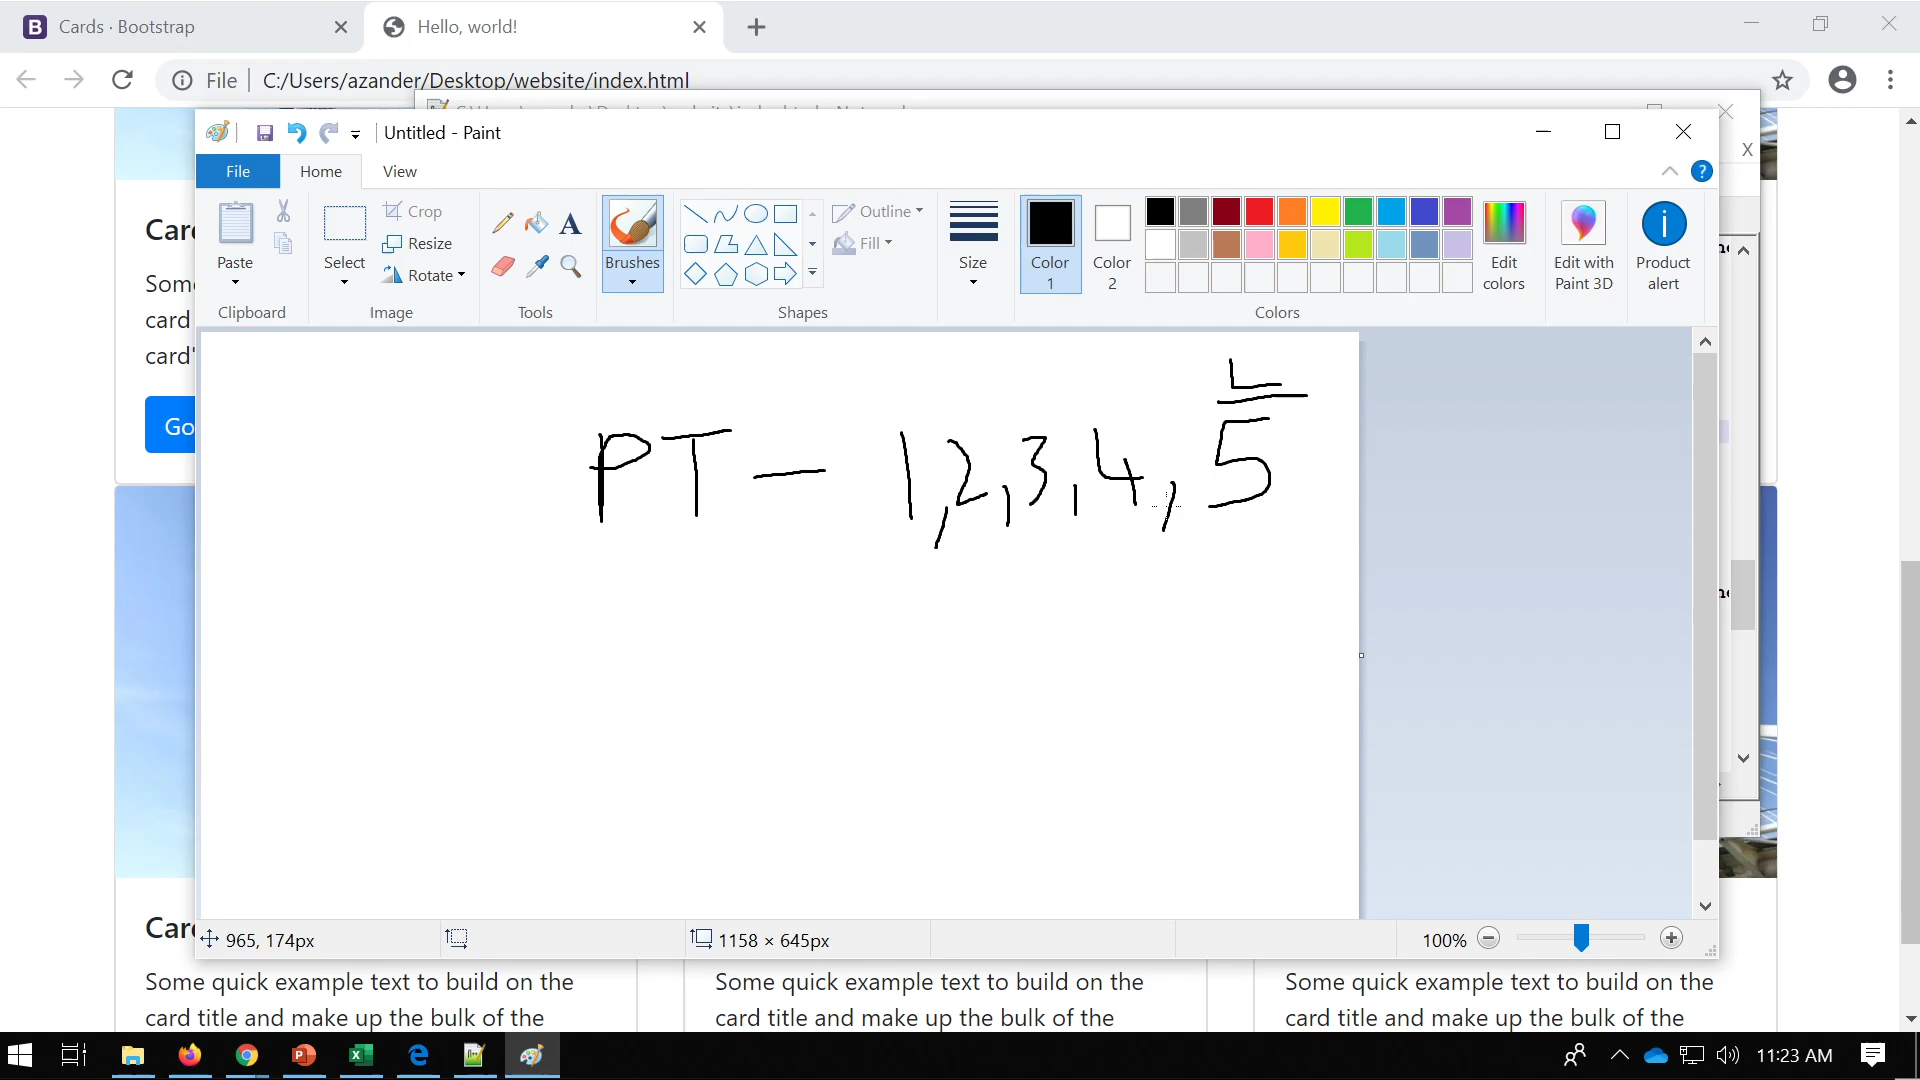 Cards · Bootstrap
Hello, world!
File
C:/Users/azander/Desktop/website/index.html
Untitled - Paint
X
File
Home
View
Paste
Select
Crop
Resize
Rotate
Brushes
Outline
Fill
Size
Color 1
Color 2
Edit colors
Edit with Paint 3D
Product alert
Clipboard
Image
Tools
Shapes
Colors
Car
Som
card
card'
Go
L
PT — 1,2,3,4,5
965, 174px
1158 × 645px
100%
Car
Some quick example text to build on the
card title and make up the bulk of the
Some quick example text to build on the
card title and make up the bulk of the
Some quick example text to build on the
card title and make up the bulk of the
11:23 AM